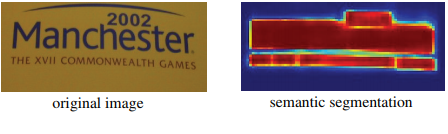 2002
Manchester
THE XVII COMMONWEALTH GAMES
original image
semantic segmentation